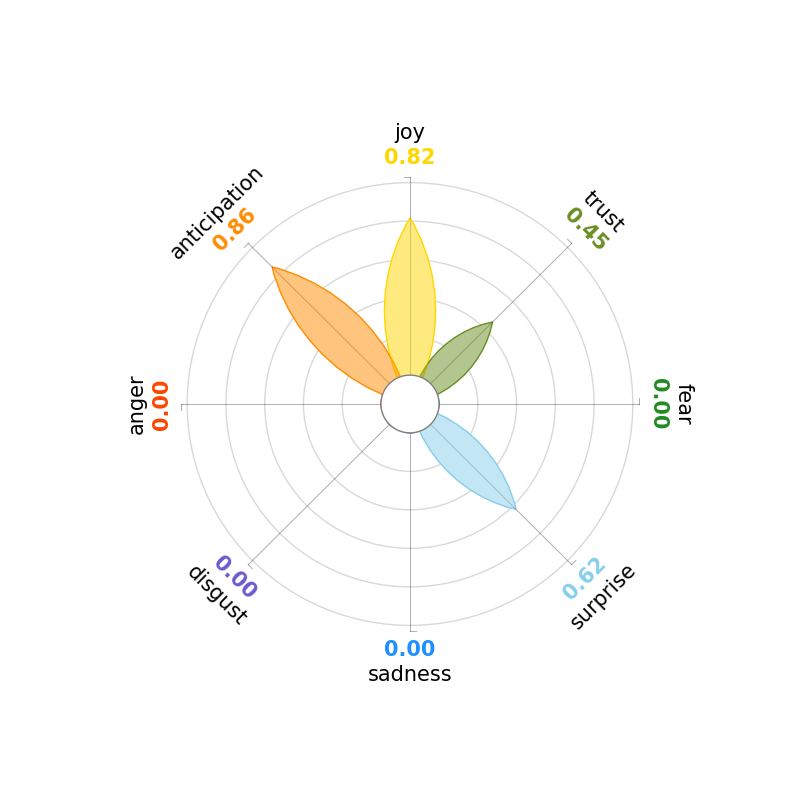 joy
0.82
trust
0.45
fear
0.00
surprise
0.62
0.00
sadness
disgust
0.00
anger
0.00
anticipation
0.86